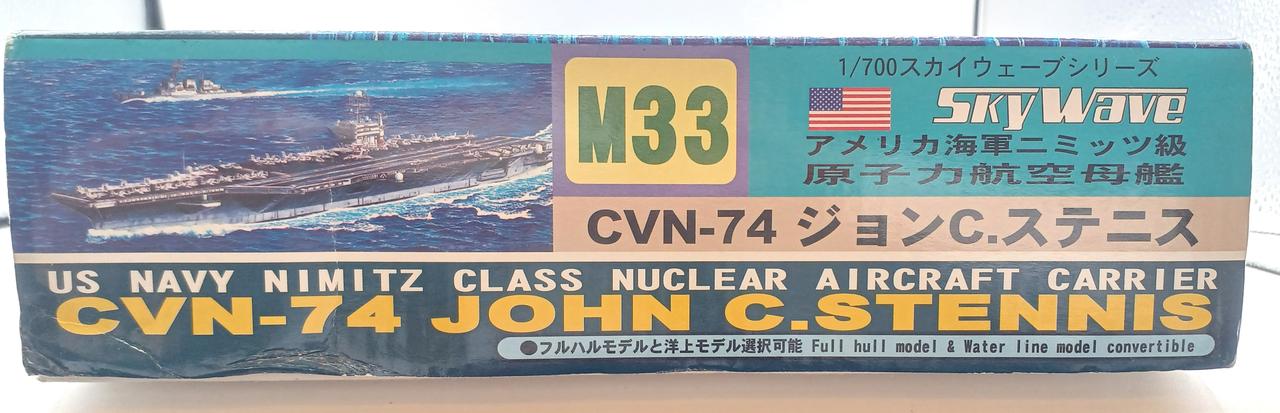 M33
1/700スカイウェーブシリーズ
SkyWave
アメリカ海軍ニミッツ級
原子力航空母艦
CVN-74 ジョンC.ステニス
US NAVY NIMITZ CLASS NUCLEAR AIRCRAFT CARRIER
CVN-74 JOHN C.STENNIS
●フルハルモデルと洋上モデル選択可能 Full hull model & Water line model convertible